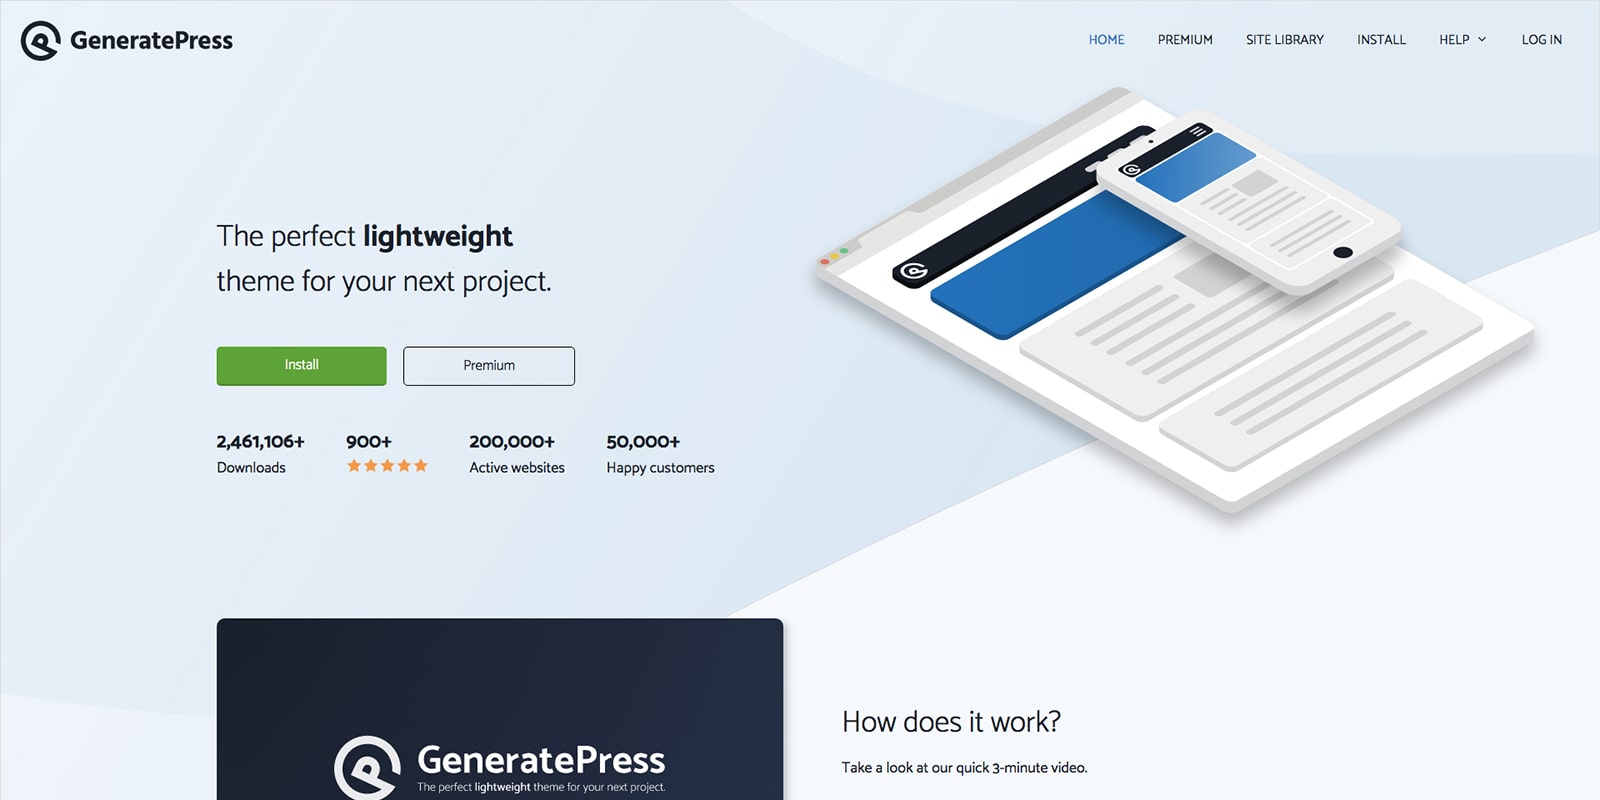 GeneratePress
HOME PREMIUM SITE LIBRARY INSTALL HELP LOG IN
The perfect lightweight
theme for your next project.
Install Premium
2,461,106+ 900+ 200,000+ 50,000+
Downloads Active websites Happy customers
GeneratePress
The perfect lightweight theme for your next project.
How does it work?
Take a look at our quick 3-minute video.